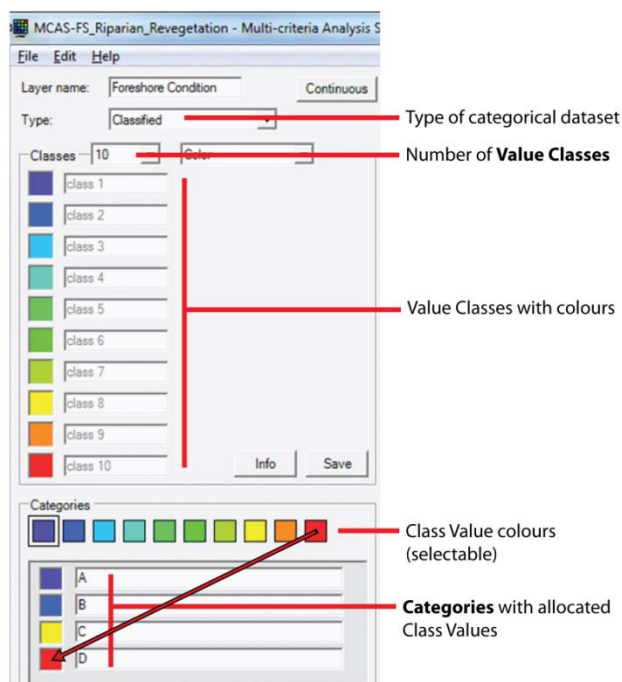 MCAS-FS_Riparian_Revegetation - Multi-criteria Analysis S
File Edit Help
Layer name: Foreshore Condition Continuous
Type: Classified
Type of categorical dataset
Classes 10 Color
Number of Value Classes
class 1
class 2
class 3
class 4
class 5
Value Classes with colours
class 6
class 7
class 8
class 9
class 10 Info Save
Categories
Class Value colours
(selectable)
A
B
C
D
Categories with allocated
Class Values